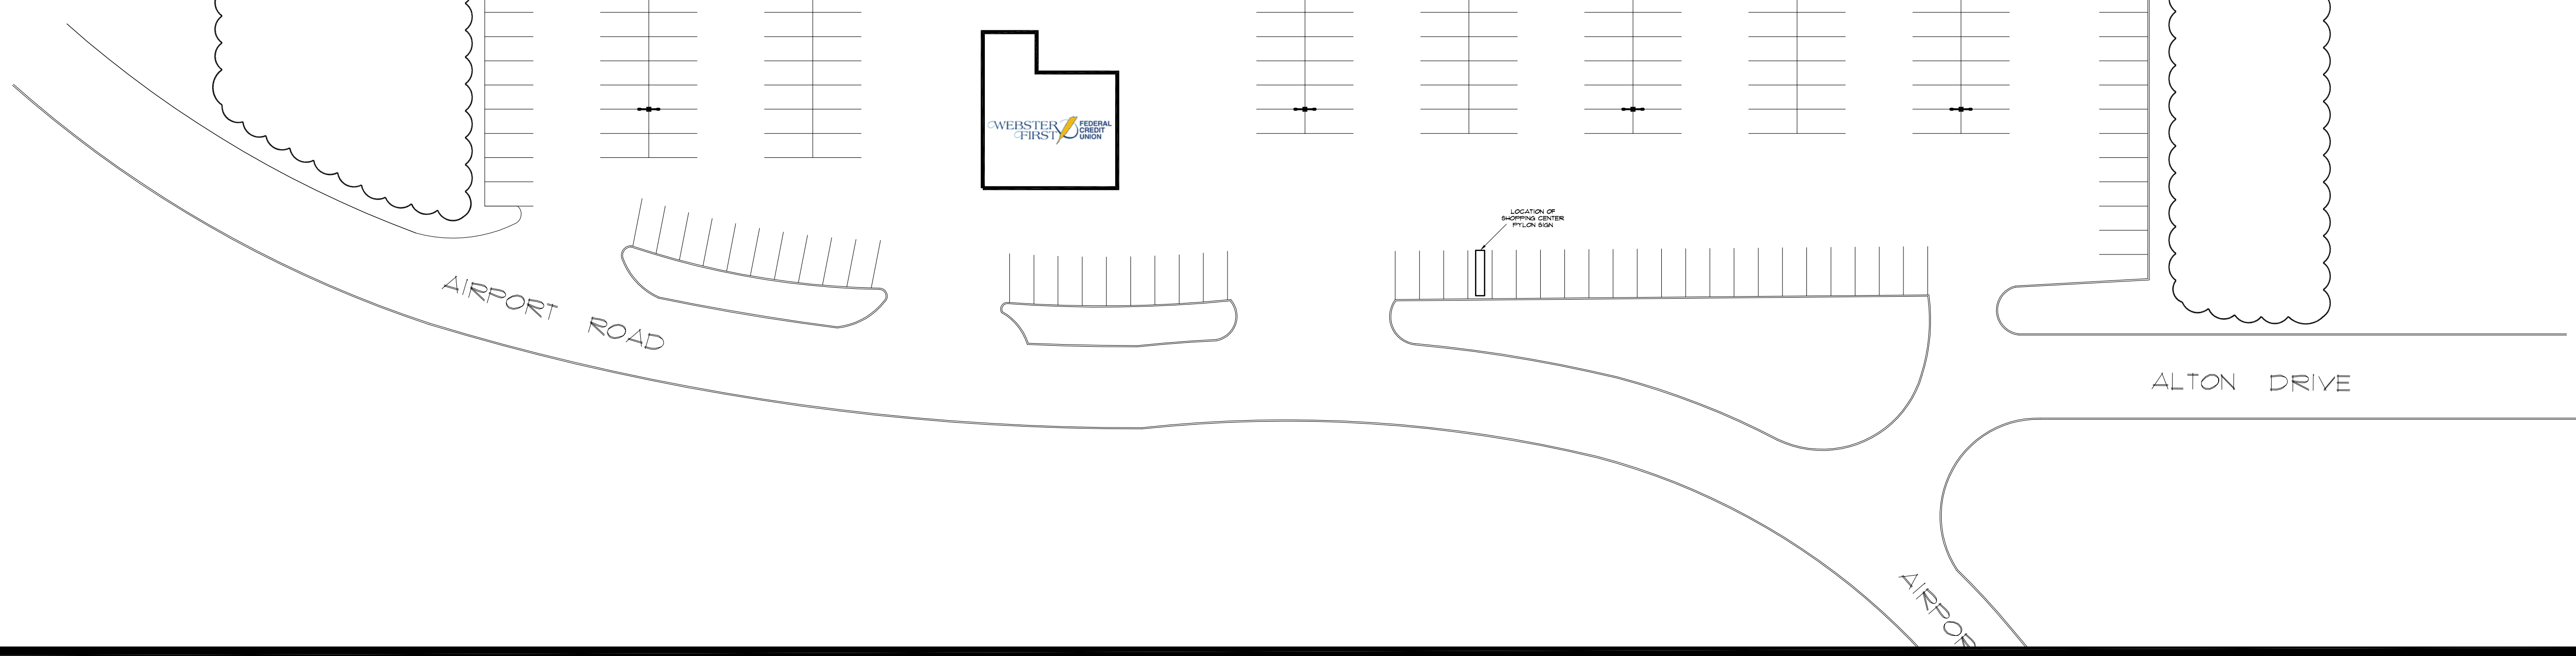 WEBSTER
FIRST
FEDERAL
CREDIT
UNION
LOCATION OF
SHOPPING CENTER
PYLON SIGN
AIRPORT ROAD
ALTON DRIVE